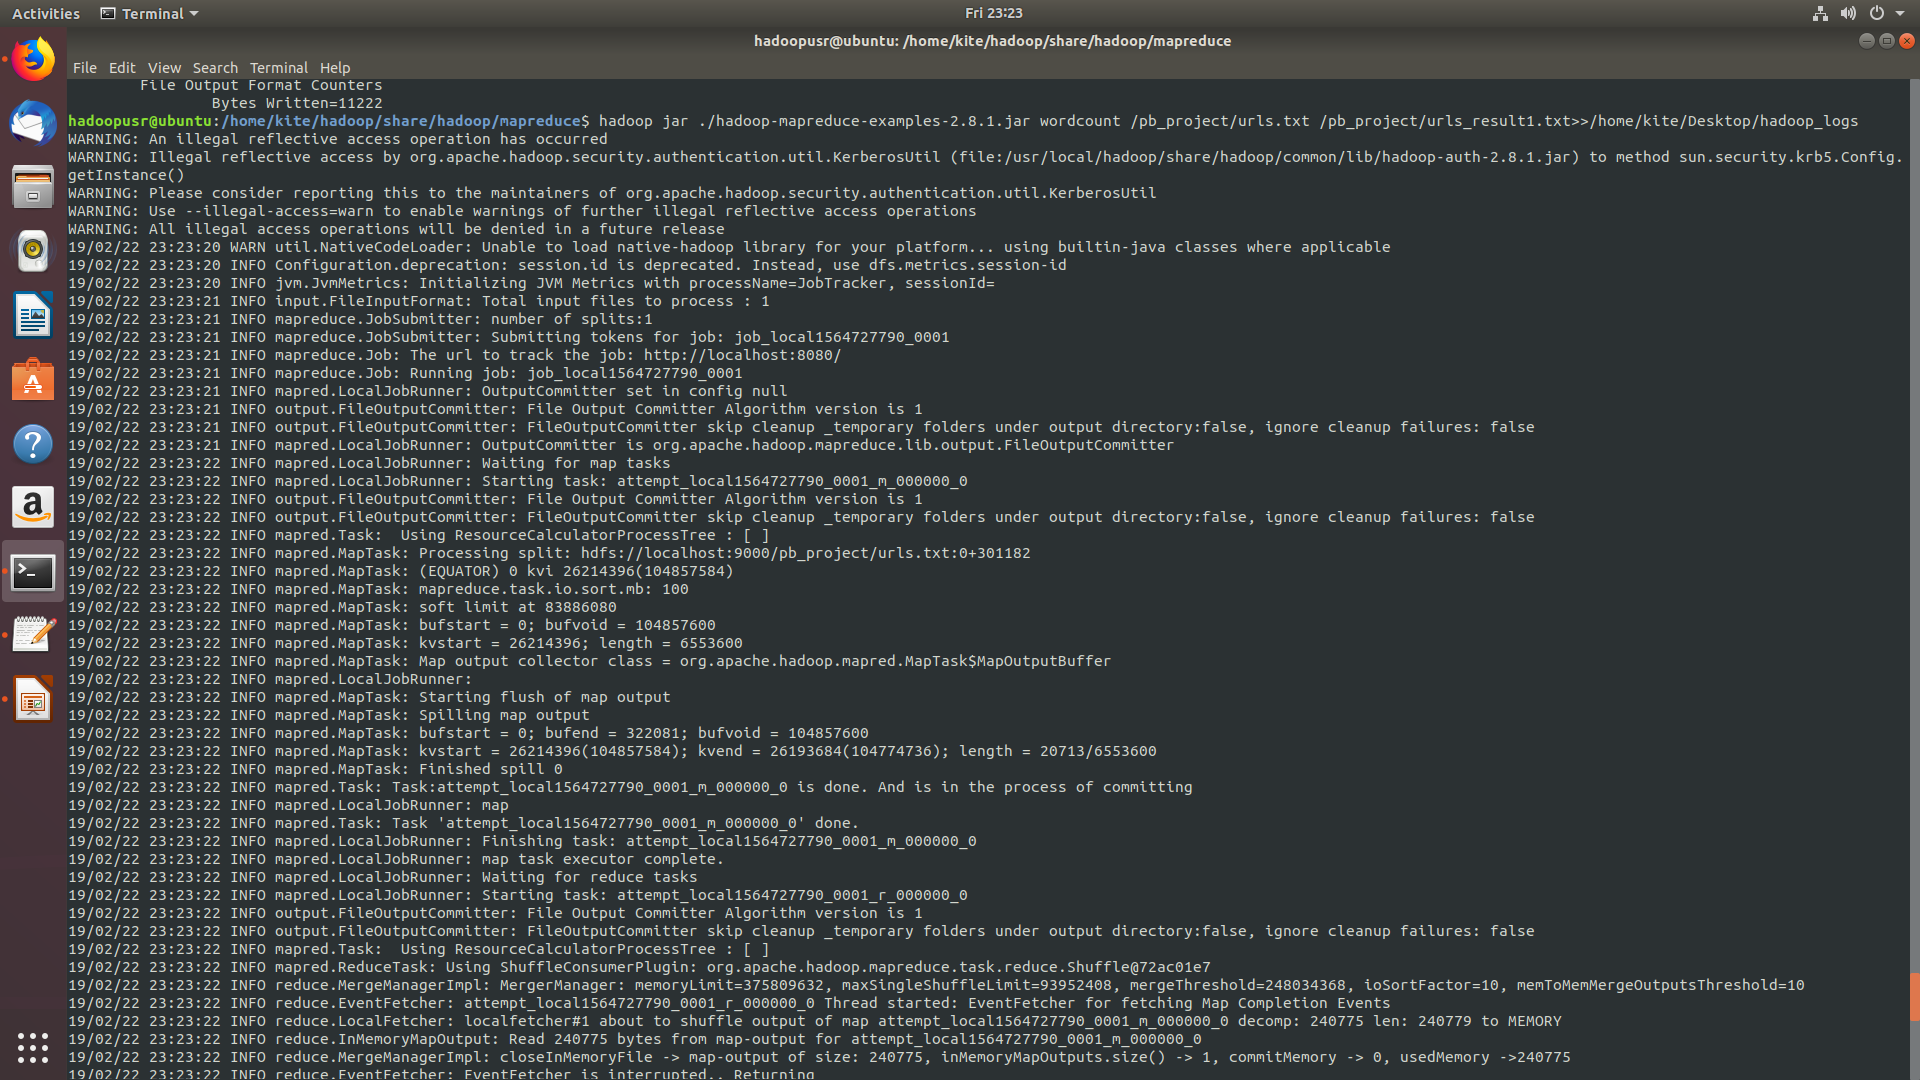 Activities Terminal Fri 23:23
hadoopusr@ubuntu: /home/kite/hadoop/share/hadoop/mapreduce
File Edit View Search Terminal Help
File Output Format Counters
Bytes Written=11222
hadoopusr@ubuntu:/home/kite/hadoop/share/hadoop/mapreduce$ hadoop jar ./hadoop-mapreduce-examples-2.8.1.jar wordcount /pb_project/urls.txt /pb_project/urls_result1.txt>>/home/kite/Desktop/hadoop_logs
WARNING: An illegal reflective access operation has occurred
WARNING: Illegal reflective access by org.apache.hadoop.security.authentication.util.KerberosUtil (file:/usr/local/hadoop/share/hadoop/common/lib/hadoop-auth-2.8.1.jar) to method sun.security.krb5.Config.
getInstance()
WARNING: Please consider reporting this to the maintainers of org.apache.hadoop.security.authentication.util.KerberosUtil
WARNING: Use --illegal-access=warn to enable warnings of further illegal reflective access operations
WARNING: All illegal access operations will be denied in a future release
19/02/22 23:23:20 WARN util.NativeCodeLoader: Unable to load native-hadoop library for your platform... using builtin-java classes where applicable
19/02/22 23:23:20 INFO Configuration.deprecation: session.id is deprecated. Instead, use dfs.metrics.session-id
19/02/22 23:23:20 INFO jvm.JvmMetrics: Initializing JVM Metrics with processName=JobTracker, sessionId=
19/02/22 23:23:21 INFO input.FileInputFormat: Total input files to process : 1
19/02/22 23:23:21 INFO mapreduce.JobSubmitter: number of splits:1
19/02/22 23:23:21 INFO mapreduce.JobSubmitter: Submitting tokens for job: job_local1564727790_0001
19/02/22 23:23:21 INFO mapreduce.Job: The url to track the job: http://localhost:8080/
19/02/22 23:23:21 INFO mapreduce.Job: Running job: job_local1564727790_0001
19/02/22 23:23:21 INFO mapred.LocalJobRunner: OutputCommitter set in config null
19/02/22 23:23:21 INFO output.FileOutputCommitter: File Output Committer Algorithm version is 1
19/02/22 23:23:21 INFO output.FileOutputCommitter: FileOutputCommitter skip cleanup _temporary folders under output directory:false, ignore cleanup failures: false
19/02/22 23:23:21 INFO mapred.LocalJobRunner: OutputCommitter is org.apache.hadoop.mapreduce.lib.output.FileOutputCommitter
19/02/22 23:23:22 INFO mapred.LocalJobRunner: Waiting for map tasks
19/02/22 23:23:22 INFO mapred.LocalJobRunner: Starting task: attempt_local1564727790_0001_m_000000_0
19/02/22 23:23:22 INFO output.FileOutputCommitter: File Output Committer Algorithm version is 1
19/02/22 23:23:22 INFO output.FileOutputCommitter: FileOutputCommitter skip cleanup _temporary folders under output directory:false, ignore cleanup failures: false
19/02/22 23:23:22 INFO mapred.Task:  Using ResourceCalculatorProcessTree : [ ]
19/02/22 23:23:22 INFO mapred.MapTask: Processing split: hdfs://localhost:9000/pb_project/urls.txt:0+301182
19/02/22 23:23:22 INFO mapred.MapTask: (EQUATOR) 0 kvi 26214396(104857584)
19/02/22 23:23:22 INFO mapred.MapTask: mapreduce.task.io.sort.mb: 100
19/02/22 23:23:22 INFO mapred.MapTask: soft limit at 83886080
19/02/22 23:23:22 INFO mapred.MapTask: bufstart = 0; bufvoid = 104857600
19/02/22 23:23:22 INFO mapred.MapTask: kvstart = 26214396; length = 6553600
19/02/22 23:23:22 INFO mapred.MapTask: Map output collector class = org.apache.hadoop.mapred.MapTask$MapOutputBuffer
19/02/22 23:23:22 INFO mapred.LocalJobRunner:
19/02/22 23:23:22 INFO mapred.MapTask: Starting flush of map output
19/02/22 23:23:22 INFO mapred.MapTask: Spilling map output
19/02/22 23:23:22 INFO mapred.MapTask: bufstart = 0; bufend = 322081; bufvoid = 104857600
19/02/22 23:23:22 INFO mapred.MapTask: kvstart = 26214396(104857584); kvend = 26193684(104774736); length = 20713/6553600
19/02/22 23:23:22 INFO mapred.MapTask: Finished spill 0
19/02/22 23:23:22 INFO mapred.Task: Task:attempt_local1564727790_0001_m_000000_0 is done. And is in the process of committing
19/02/22 23:23:22 INFO mapred.LocalJobRunner: map
19/02/22 23:23:22 INFO mapred.Task: Task 'attempt_local1564727790_0001_m_000000_0' done.
19/02/22 23:23:22 INFO mapred.LocalJobRunner: Finishing task: attempt_local1564727790_0001_m_000000_0
19/02/22 23:23:22 INFO mapred.LocalJobRunner: map task executor complete.
19/02/22 23:23:22 INFO mapred.LocalJobRunner: Waiting for reduce tasks
19/02/22 23:23:22 INFO mapred.LocalJobRunner: Starting task: attempt_local1564727790_0001_r_000000_0
19/02/22 23:23:22 INFO output.FileOutputCommitter: File Output Committer Algorithm version is 1
19/02/22 23:23:22 INFO output.FileOutputCommitter: FileOutputCommitter skip cleanup _temporary folders under output directory:false, ignore cleanup failures: false
19/02/22 23:23:22 INFO mapred.Task:  Using ResourceCalculatorProcessTree : [ ]
19/02/22 23:23:22 INFO mapred.ReduceTask: Using ShuffleConsumerPlugin: org.apache.hadoop.mapreduce.task.reduce.Shuffle@72ac01e7
19/02/22 23:23:22 INFO reduce.MergeManagerImpl: MergerManager: memoryLimit=375809632, maxSingleShuffleLimit=93952408, mergeThreshold=248034368, ioSortFactor=10, memToMemMergeOutputsThreshold=10
19/02/22 23:23:22 INFO reduce.EventFetcher: attempt_local1564727790_0001_r_000000_0 Thread started: EventFetcher for fetching Map Completion Events
19/02/22 23:23:22 INFO reduce.LocalFetcher: localfetcher#1 about to shuffle output of map attempt_local1564727790_0001_m_000000_0 decomp: 240775 len: 240779 to MEMORY
19/02/22 23:23:22 INFO reduce.InMemoryMapOutput: Read 240775 bytes from map-output for attempt_local1564727790_0001_m_000000_0
19/02/22 23:23:22 INFO reduce.MergeManagerImpl: closeInMemoryFile -> map-output of size: 240775, inMemoryMapOutputs.size() -> 1, commitMemory -> 0, usedMemory ->240775
19/02/22 23:23:22 INFO reduce.EventFetcher: EventFetcher is interrupted.. Returning